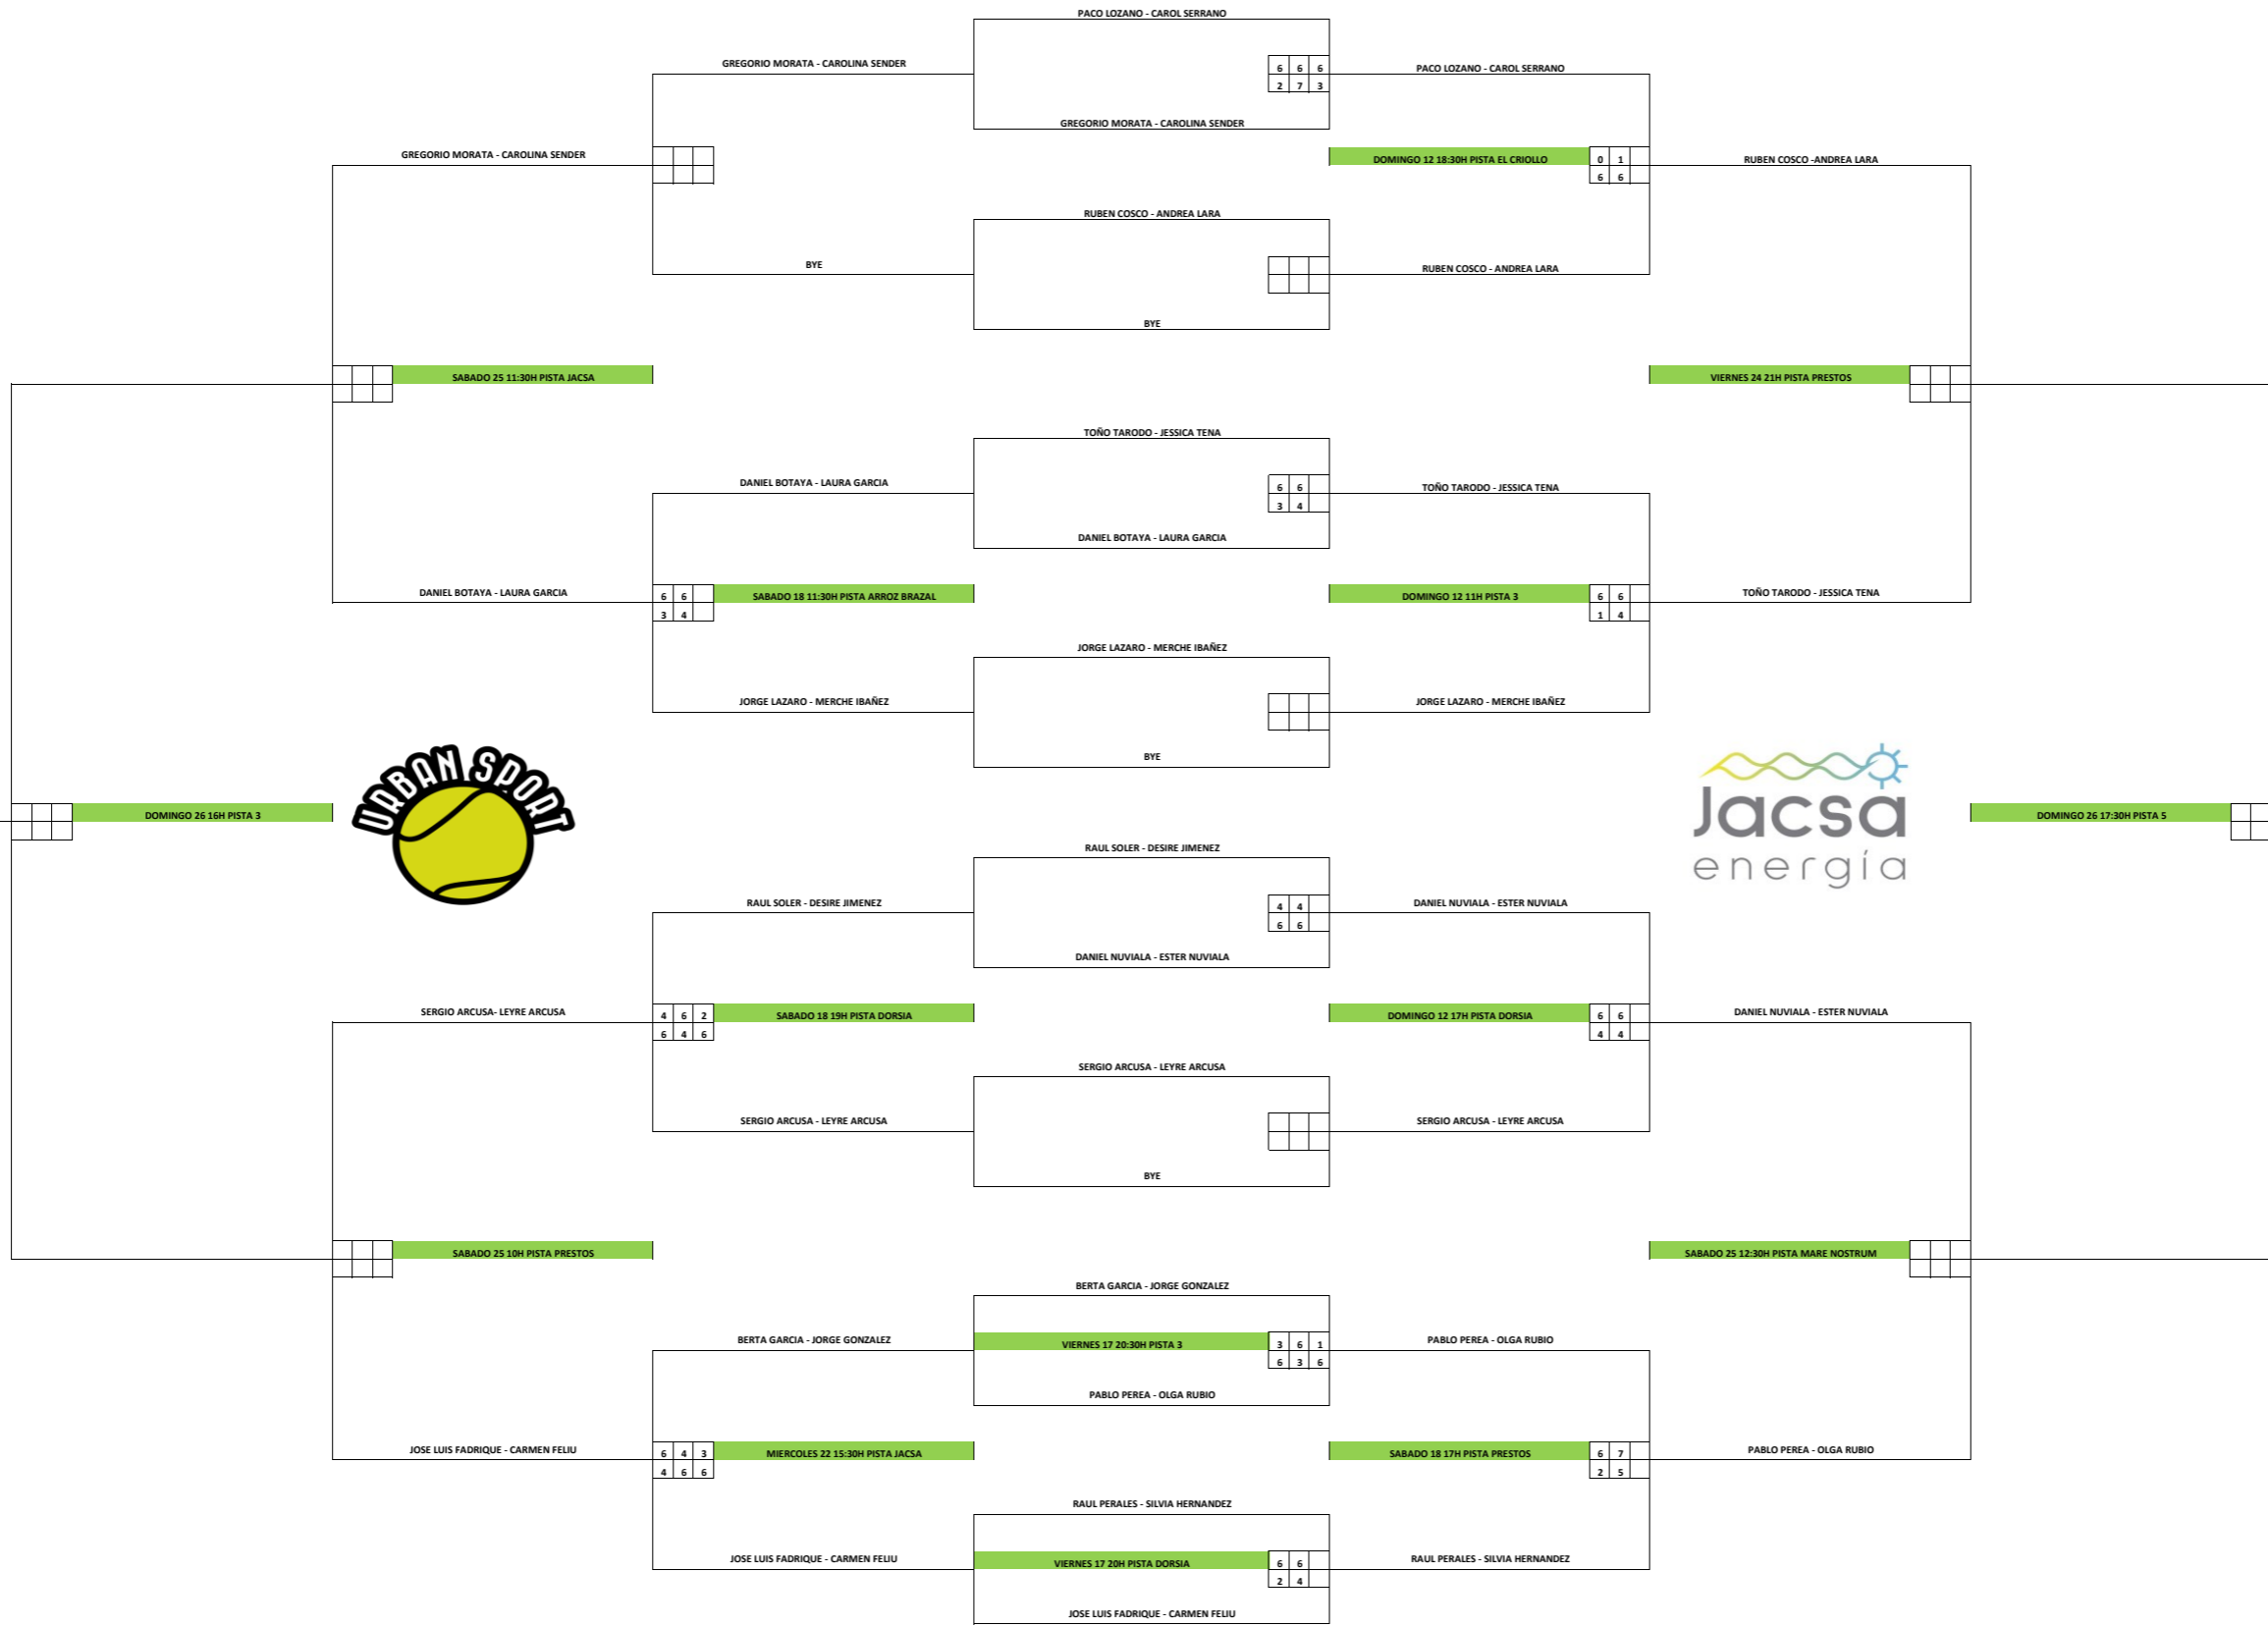 PACO LOZANO - CAROL SERRANO
GREGORIO MORATA - CAROLINA SENDER
6 6 6
PACO LOZANO - CAROL SERRANO
2 7 3
GREGORIO MORATA - CAROLINA SENDER
GREGORIO MORATA - CAROLINA SENDER
DOMINGO 12 18:30H PISTA EL CRIOLLO
0 1
RUBEN COSCO -ANDREA LARA
6 6
RUBEN COSCO - ANDREA LARA
BYE
RUBEN COSCO - ANDREA LARA
BYE
SABADO 25 11:30H PISTA JACSA
VIERNES 24 21H PISTA PRESTOS
TOÑO TARODO - JESSICA TENA
DANIEL BOTAYA - LAURA GARCIA
6 6
TOÑO TARODO - JESSICA TENA
3 4
DANIEL BOTAYA - LAURA GARCIA
DANIEL BOTAYA - LAURA GARCIA
6 6
SABADO 18 11:30H PISTA ARROZ BRAZAL
DOMINGO 12 11H PISTA 3
6 6
TOÑO TARODO - JESSICA TENA
3 4
1 4
JORGE LAZARO - MERCHE IBAÑEZ
JORGE LAZARO - MERCHE IBAÑEZ
JORGE LAZARO - MERCHE IBAÑEZ
BYE
URBAN SPORT
Jacsa
energía
DOMINGO 26 16H PISTA 3
DOMINGO 26 17:30H PISTA 5
RAUL SOLER - DESIRE JIMENEZ
RAUL SOLER - DESIRE JIMENEZ
4 4
DANIEL NUVIALA - ESTER NUVIALA
6 6
DANIEL NUVIALA - ESTER NUVIALA
SERGIO ARCUSA- LEYRE ARCUSA
4 6 2
SABADO 18 19H PISTA DORSIA
DOMINGO 12 17H PISTA DORSIA
6 6
DANIEL NUVIALA - ESTER NUVIALA
6 4 6
4 4
SERGIO ARCUSA - LEYRE ARCUSA
SERGIO ARCUSA - LEYRE ARCUSA
SERGIO ARCUSA - LEYRE ARCUSA
BYE
SABADO 25 10H PISTA PRESTOS
SABADO 25 12:30H PISTA MARE NOSTRUM
BERTA GARCIA - JORGE GONZALEZ
BERTA GARCIA - JORGE GONZALEZ
VIERNES 17 20:30H PISTA 3
3 6 1
PABLO PEREA - OLGA RUBIO
6 3 6
PABLO PEREA - OLGA RUBIO
JOSE LUIS FADRIQUE - CARMEN FELIU
6 4 3
MIERCOLES 22 15:30H PISTA JACSA
SABADO 18 17H PISTA PRESTOS
6 7
PABLO PEREA - OLGA RUBIO
4 6 6
2 5
RAUL PERALES - SILVIA HERNANDEZ
JOSE LUIS FADRIQUE - CARMEN FELIU
VIERNES 17 20H PISTA DORSIA
6 6
RAUL PERALES - SILVIA HERNANDEZ
2 4
JOSE LUIS FADRIQUE - CARMEN FELIU